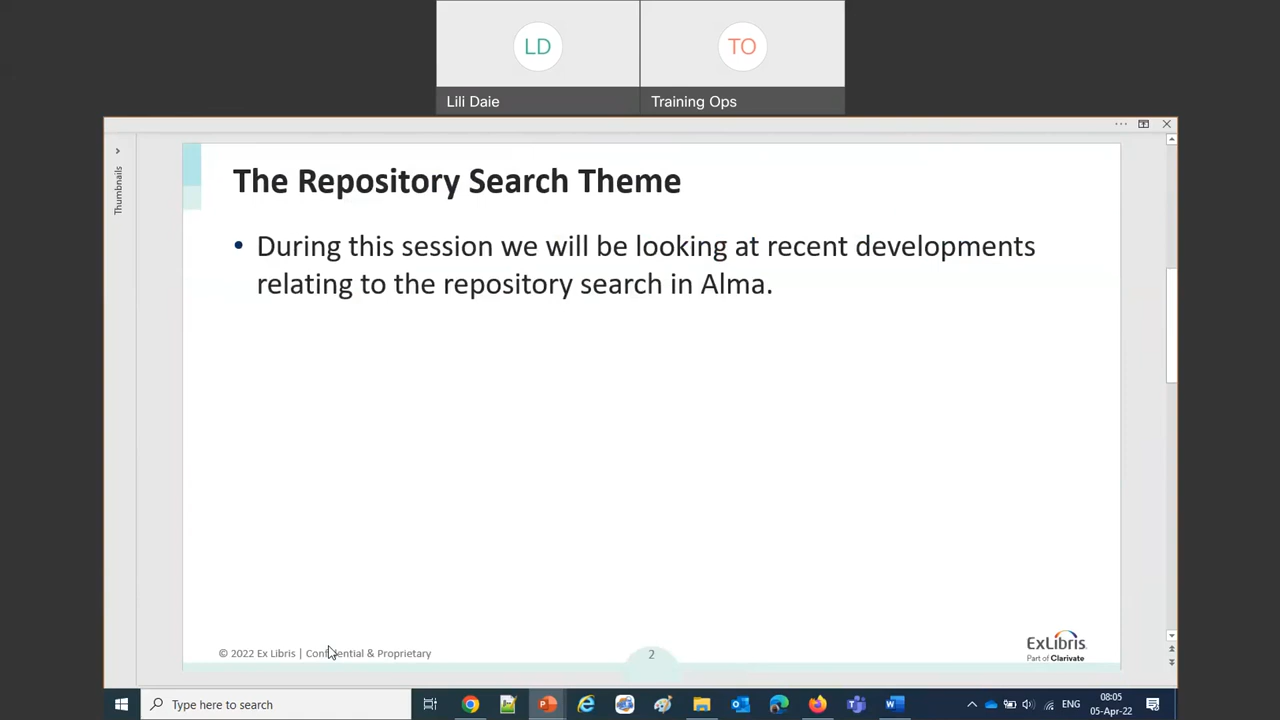 LD
TO
Lili Daie
Training Ops
Thumbnails
The Repository Search Theme
• During this session we will be looking at recent developments
relating to the repository search in Alma.
© 2022 Ex Libris | Confidential & Proprietary
2
ExLibris
Part of Clarivate
Type here to search
ENG
08:05
05-Apr-22